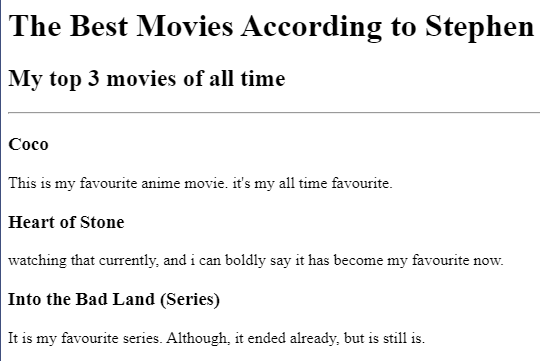 The Best Movies According to Stephen
My top 3 movies of all time
Coco
This is my favourite anime movie. it's my all time favourite.
Heart of Stone
watching that currently, and i can boldly say it has become my favourite now.
Into the Bad Land (Series)
It is my favourite series. Although, it ended already, but is still is.